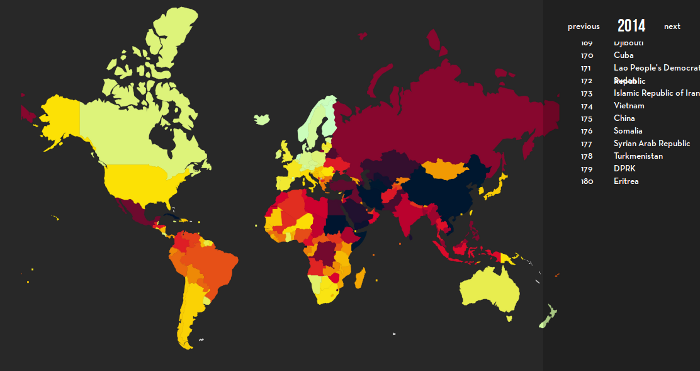 previous 2014 next
169 Djibouti
170 Cuba
171 Lao People's Democrat
172 Republic
173 Islamic Republic of Iran
174 Vietnam
175 China
176 Somalia
177 Syrian Arab Republic
178 Turkmenistan
179 DPRK
180 Eritrea